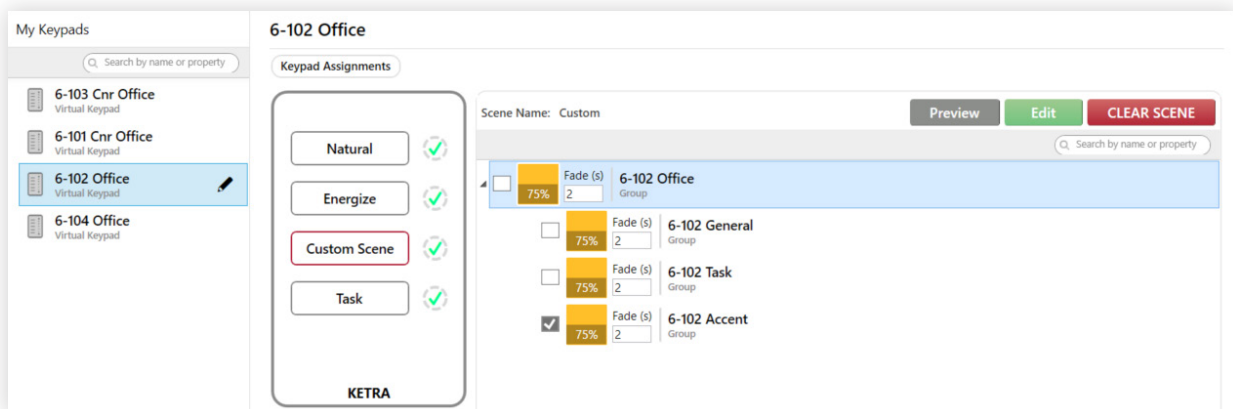 My Keypads
Search by name or property
6-103 Cnr Office
Virtual Keypad
6-101 Cnr Office
Virtual Keypad
6-102 Office
Virtual Keypad
6-104 Office
Virtual Keypad
6-102 Office
Keypad Assignments
Natural
Energize
Custom Scene
Task
KETRA
Scene Name: Custom
Preview
Edit
CLEAR SCENE
Search by name or property
75%
Fade (s)
2
6-102 Office
Group
75%
Fade (s)
2
6-102 General
Group
75%
Fade (s)
2
6-102 Task
Group
75%
Fade (s)
2
6-102 Accent
Group